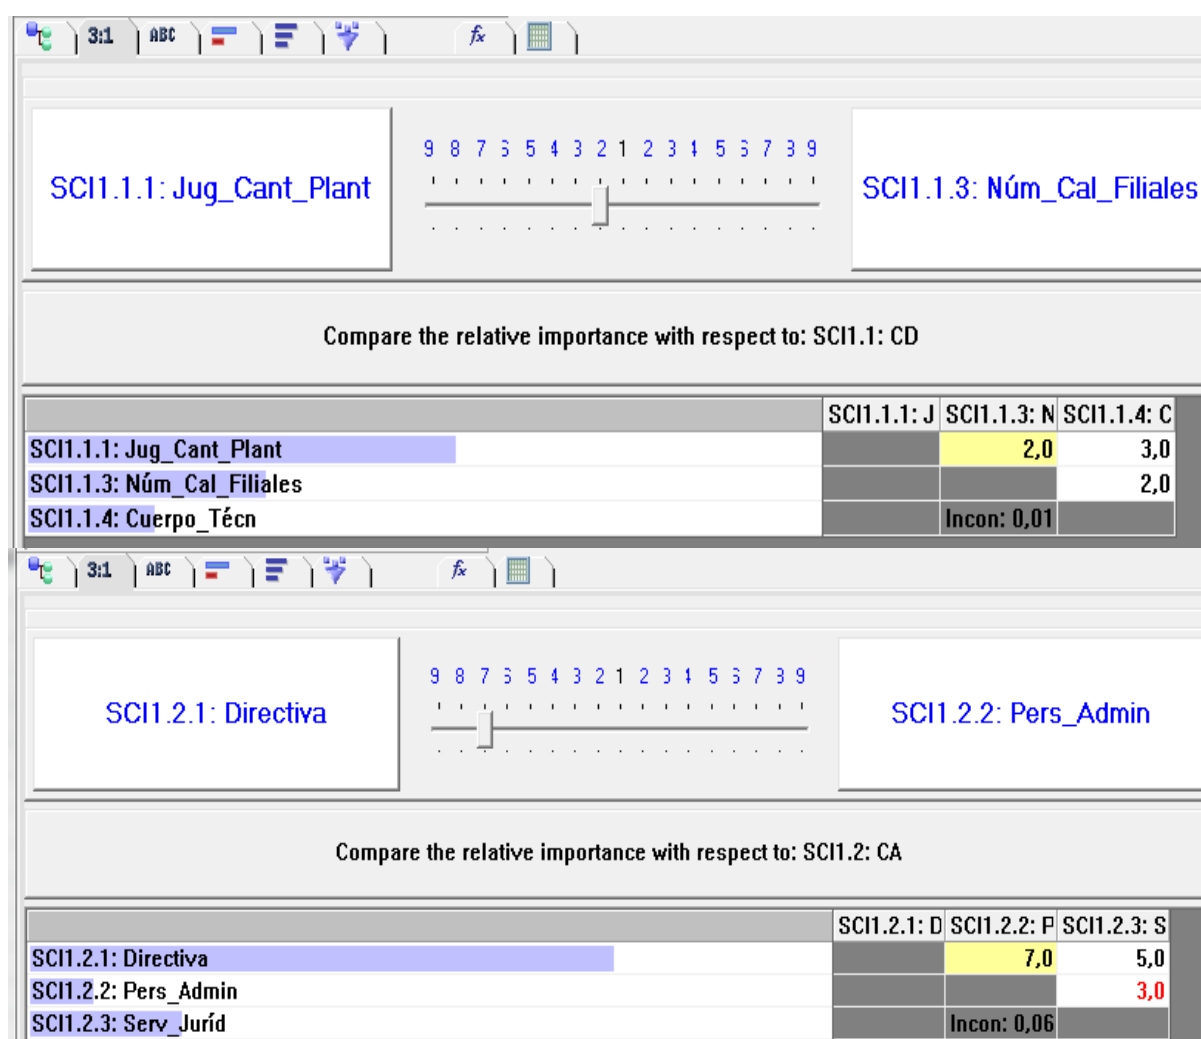 3:1 ABC fx
9 8 7 6 5 4 3 2 1 2 3 4 5 6 7 8 9
SCI1.1.1: Jug_Cant_Plant
SCI1.1.3: Núm_Cal_Filiales
Compare the relative importance with respect to: SCI1.1: CD
SCI1.1.1: J SCI1.1.3: N SCI1.1.4: C
SCI1.1.1: Jug_Cant_Plant 2,0 3,0
SCI1.1.3: Núm_Cal_Filiales 2,0
SCI1.1.4: Cuerpo_Técn Incon: 0,01
3:1 ABC fx
9 8 7 6 5 4 3 2 1 2 3 4 5 6 7 8 9
SCI1.2.1: Directiva
SCI1.2.2: Pers_Admin
Compare the relative importance with respect to: SCI1.2: CA
SCI1.2.1: D SCI1.2.2: P SCI1.2.3: S
SCI1.2.1: Directiva 7,0 5,0
SCI1.2.2: Pers_Admin 3,0
SCI1.2.3: Serv_Juríd Incon: 0,06